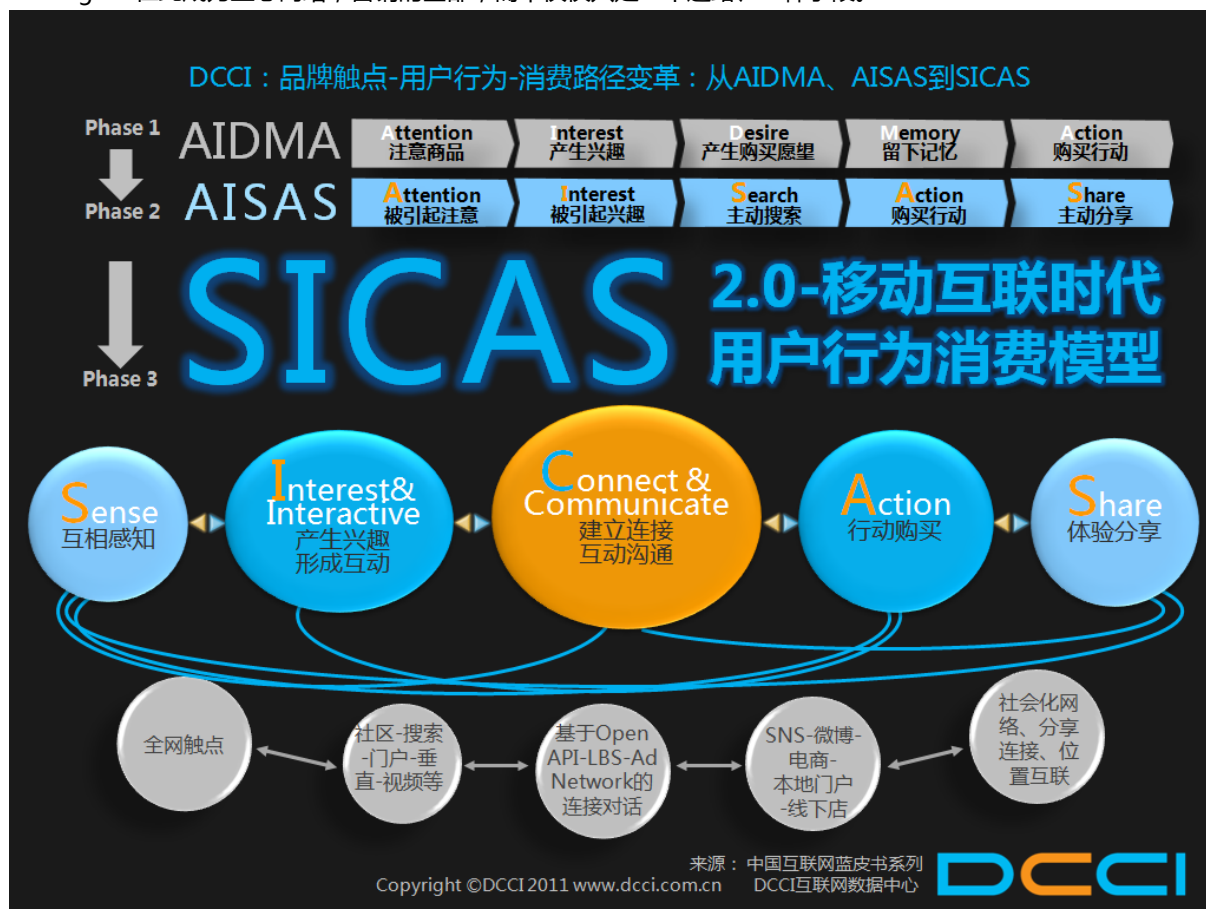 DCCI：品牌触点-用户行为-消费路径变革：从AIDMA、AISAS到SICAS
Phase 1
AIDMA
Attention
注意商品
Interest
产生兴趣
Desire
产生购买愿望
Memory
留下记忆
Action
购买行动
Phase 2
AISAS
Attention
被引起注意
Interest
被引起兴趣
Search
主动搜索
Action
购买行动
Share
主动分享
Phase 3
SICAS
2.0-移动互联时代
用户行为消费模型
Sense
互相感知
Interest&
Interactive
产生兴趣
形成互动
Connect &
Communicate
建立连接
互动沟通
Action
行动购买
Share
体验分享
全网触点
社区-搜索
-门户-垂
直-视频等
基于Open
API-LBS-Ad
Network的
连接对话
SNS-微博-
电商-
本地门户
-线下店
社会化网
络、分享
连接、位
置互联
来源：中国互联网蓝皮书系列
Copyright ©DCCI 2011 www.dcci.com.cn DCCI互联网数据中心
DCCI